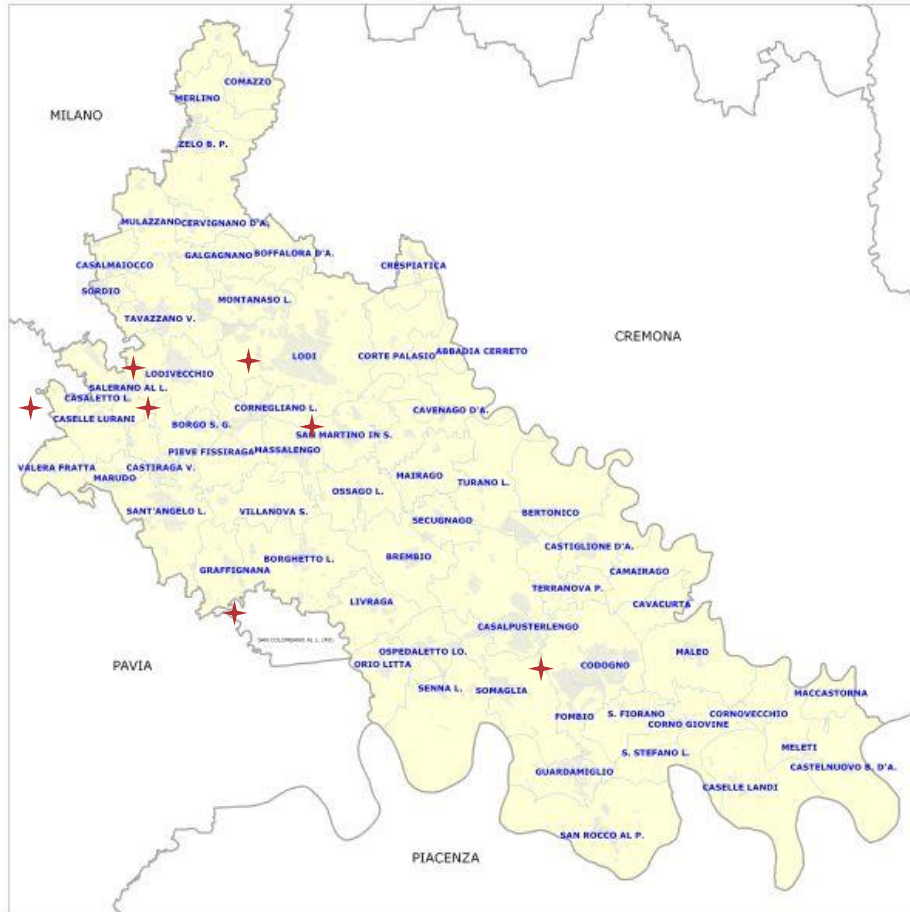 COMAZZO
MERLINO
MILANO
ZELO B. P.
MULAZZANO
CERVIGNANO D'A.
GALGAGNANO
BOFFALORA D'A.
CASALMAIOCCO
CRESPIATICA
SORDIO
MONTANASO L.
TAVAZZANO V.
CREMONA
LODI
CORTE PALASIO
ABBADIA CERRETO
LODIVECCHIO
SALERANO AL L.
CASALETTO L.
CORNEGLIANO L.
CAVENAGO D'A.
CASELLE LURANI
BORGO S. G.
SAN MARTINO IN S.
PIEVE FISSIRAGA
MASSALENGO
VALERA FRATTA
CASTIRAGA V.
MARUDO
MAIRAGO
TURANO L.
OSSAGO L.
SANT'ANGELO L.
VILLANOVA S.
BERTONICO
SECUGNAGO
CASTIGLIONE D'A.
BORGHETTO L.
BREMBIO
GRAFFIGNANA
CAMAIRAGO
TERRANOVA P.
LIVRAGA
CAVACURTA
CASALPUSTERLENGO
SAN COLOMBANO AL L. (MI)
OSPEDALETTO LO.
MALEO
PAVIA
ORIO LITTA
CODOGNO
SENNA L.
SOMAGLIA
MACCASTORNA
FOMBIO
S. FIORANO
CORNOVECCHIO
CORNO GIOVINE
S. STEFANO L.
MELETI
GUARDAMIGLIO
CASTELNUOVO B. D'A.
CASELLE LANDI
SAN ROCCO AL P.
PIACENZA